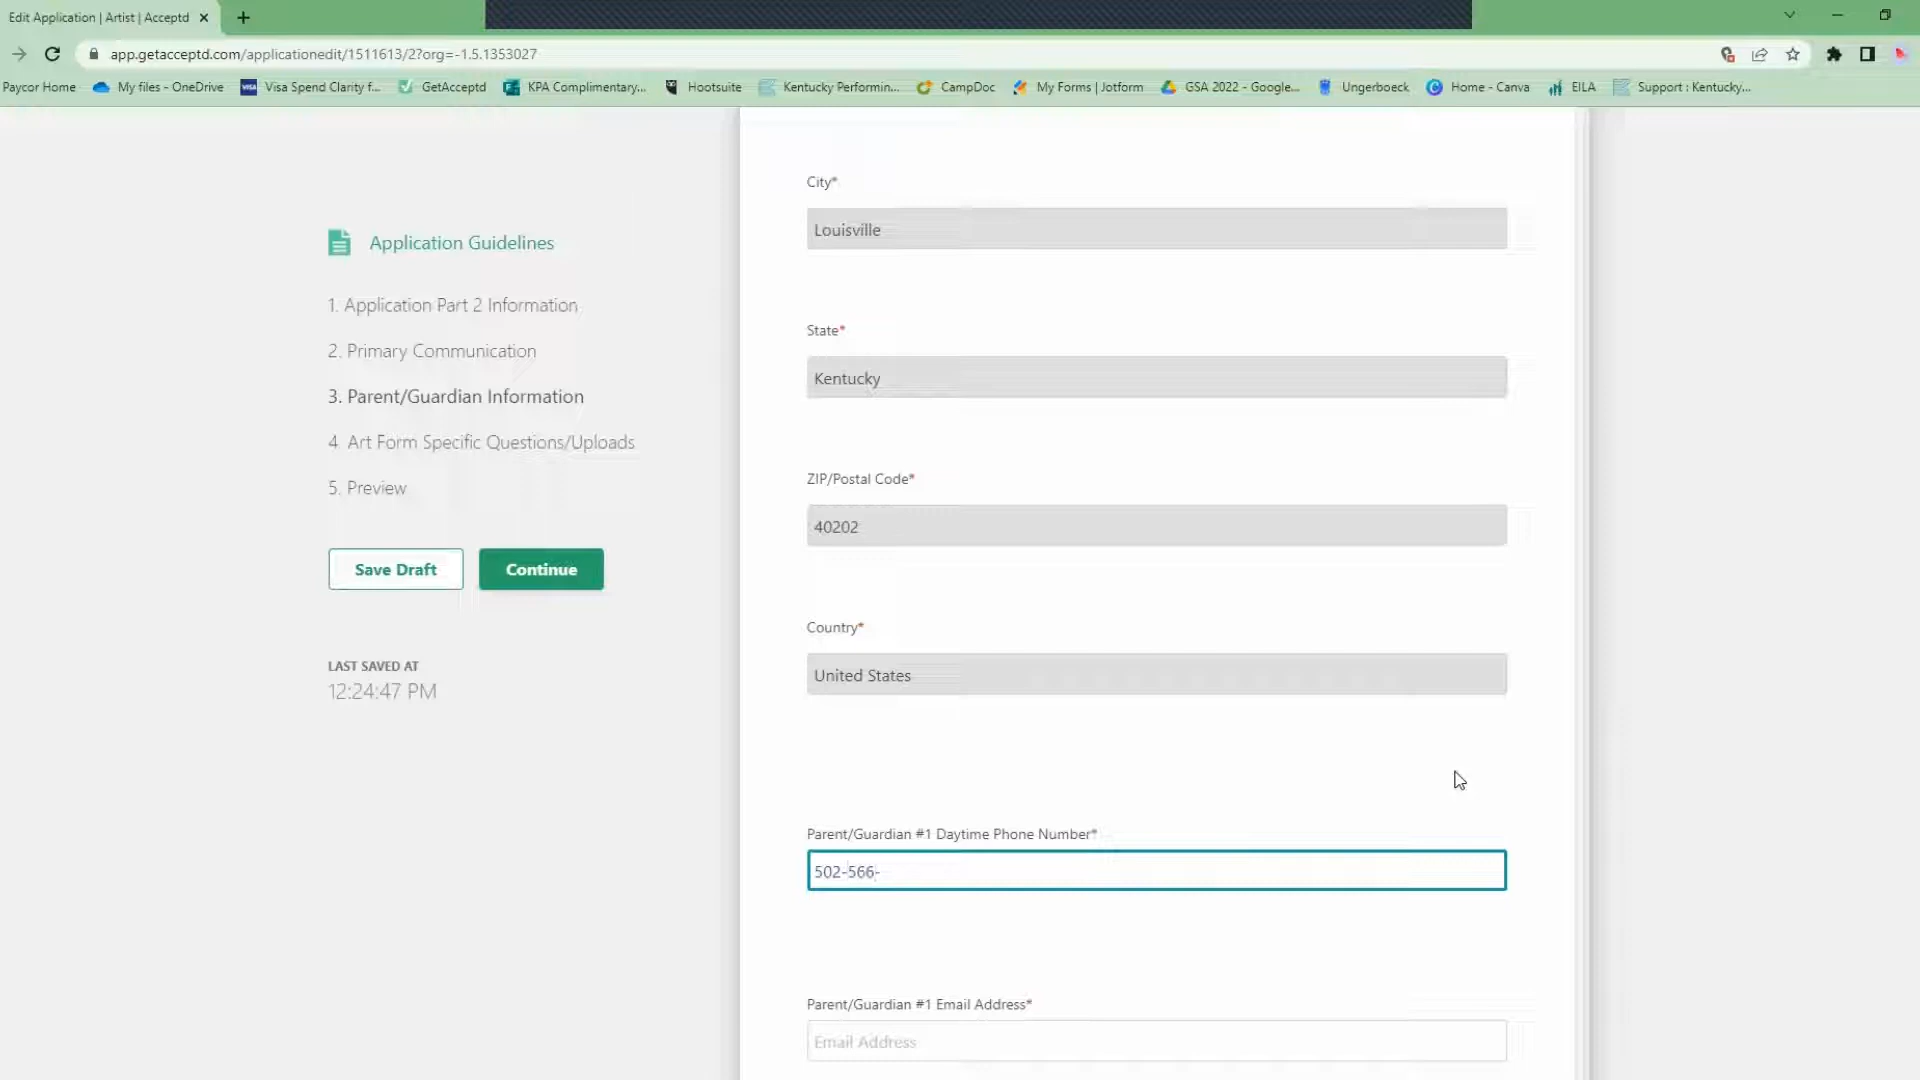 Edit Application | Artist | Acceptd
app.getacceptd.com/applicationedit/1511613/2?org=-1.5.1353027
Paycor Home My files - OneDrive VISA Visa Spend Clarity f... GetAcceptd KPA Complimentary... Hootsuite Kentucky Performin... CampDoc My Forms | Jotform GSA 2022 - Google... Ungerboeck Home - Canva EILA Support : Kentucky...
Application Guidelines
1. Application Part 2 Information
2. Primary Communication
3. Parent/Guardian Information
4. Art Form Specific Questions/Uploads
5. Preview
Save Draft Continue
LAST SAVED AT
12:24:47 PM
City*
Louisville
State*
Kentucky
ZIP/Postal Code*
40202
Country*
United States
Parent/Guardian #1 Daytime Phone Number*
502-566-
Parent/Guardian #1 Email Address*
Email Address